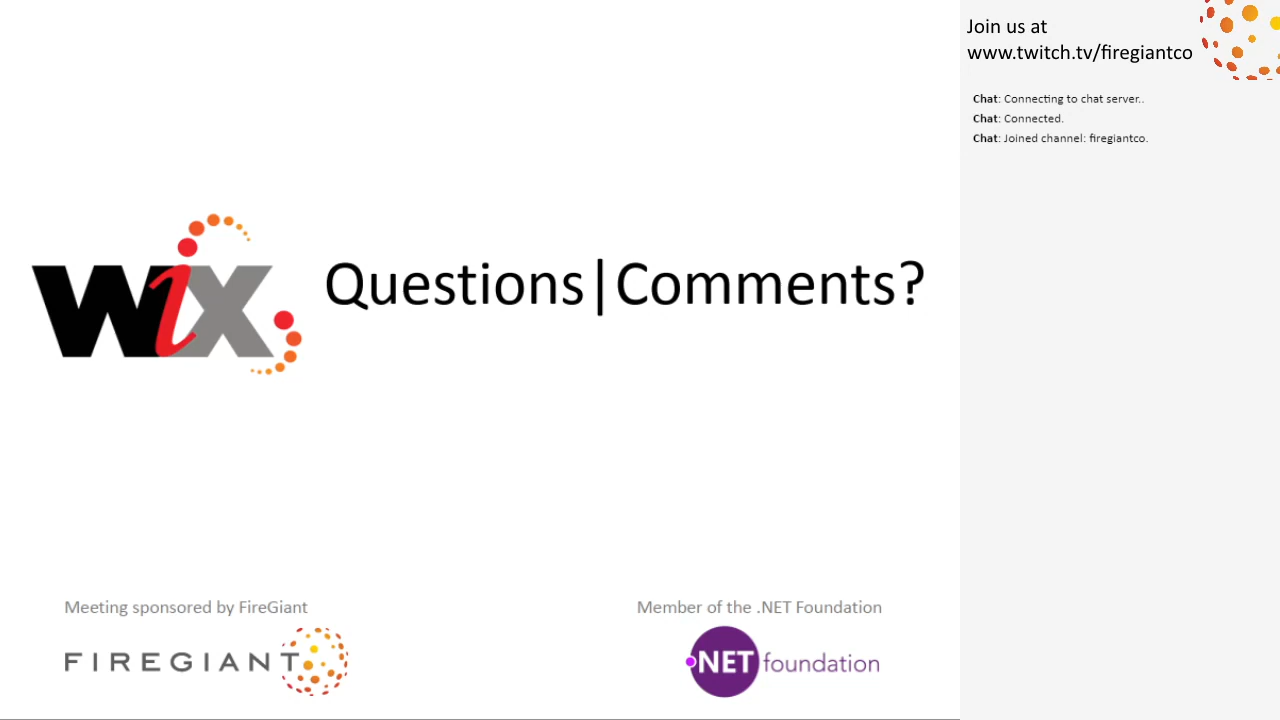 WiX
Questions|Comments?
Meeting sponsored by FireGiant
FIREGIANT
Member of the .NET Foundation
.NET foundation
Join us at
www.twitch.tv/firegiantco
Chat: Connecting to chat server..
Chat: Connected.
Chat: Joined channel: firegiantco.